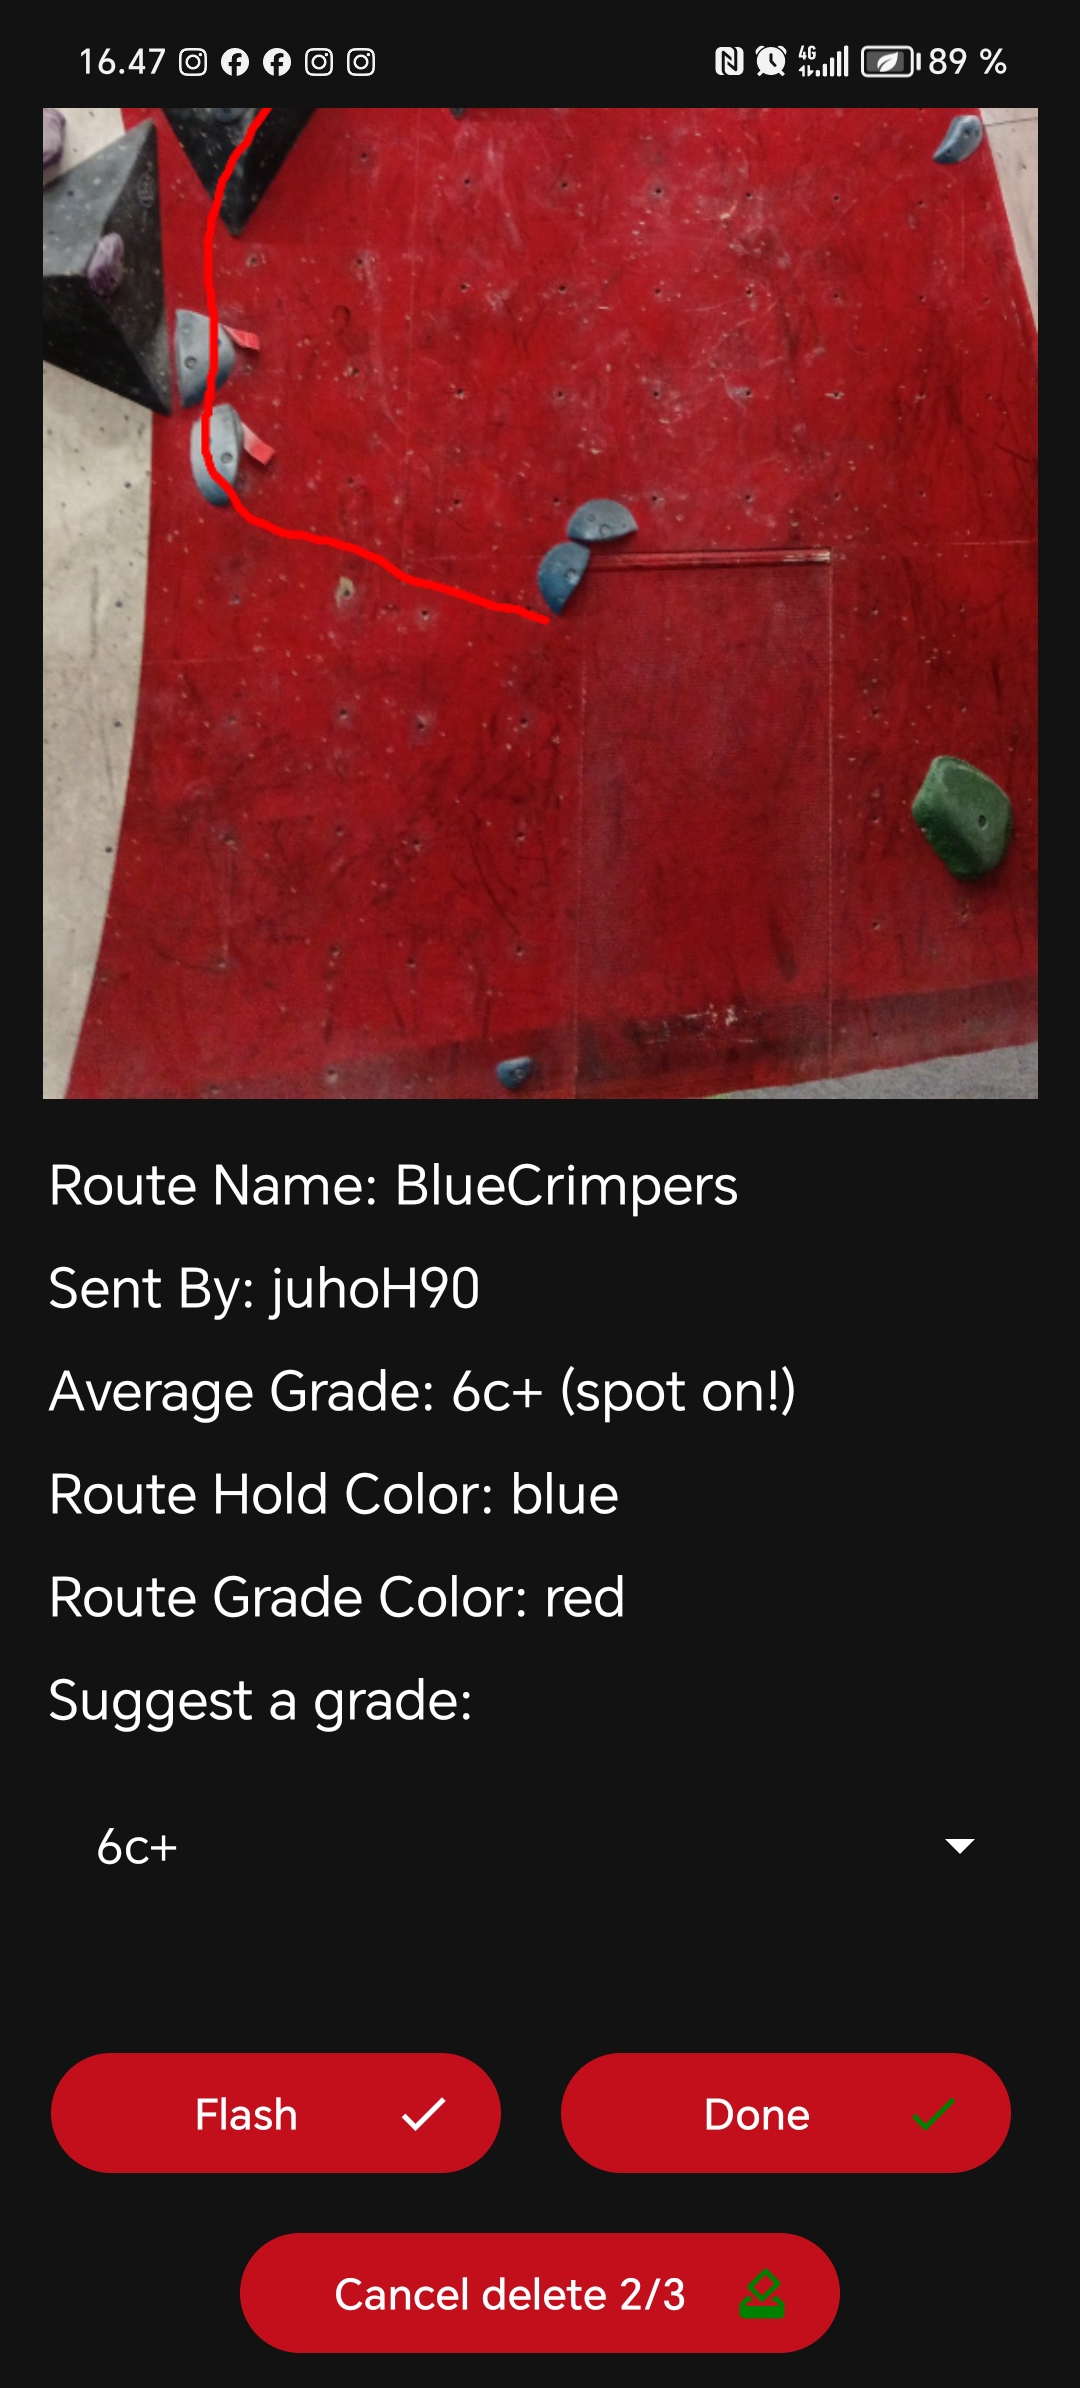 16.47 4G 89 %
Route Name: BlueCrimpers
Sent By: juhoH90
Average Grade: 6c+ (spot on!)
Route Hold Color: blue
Route Grade Color: red
Suggest a grade:
6c+
Flash Done
Cancel delete 2/3